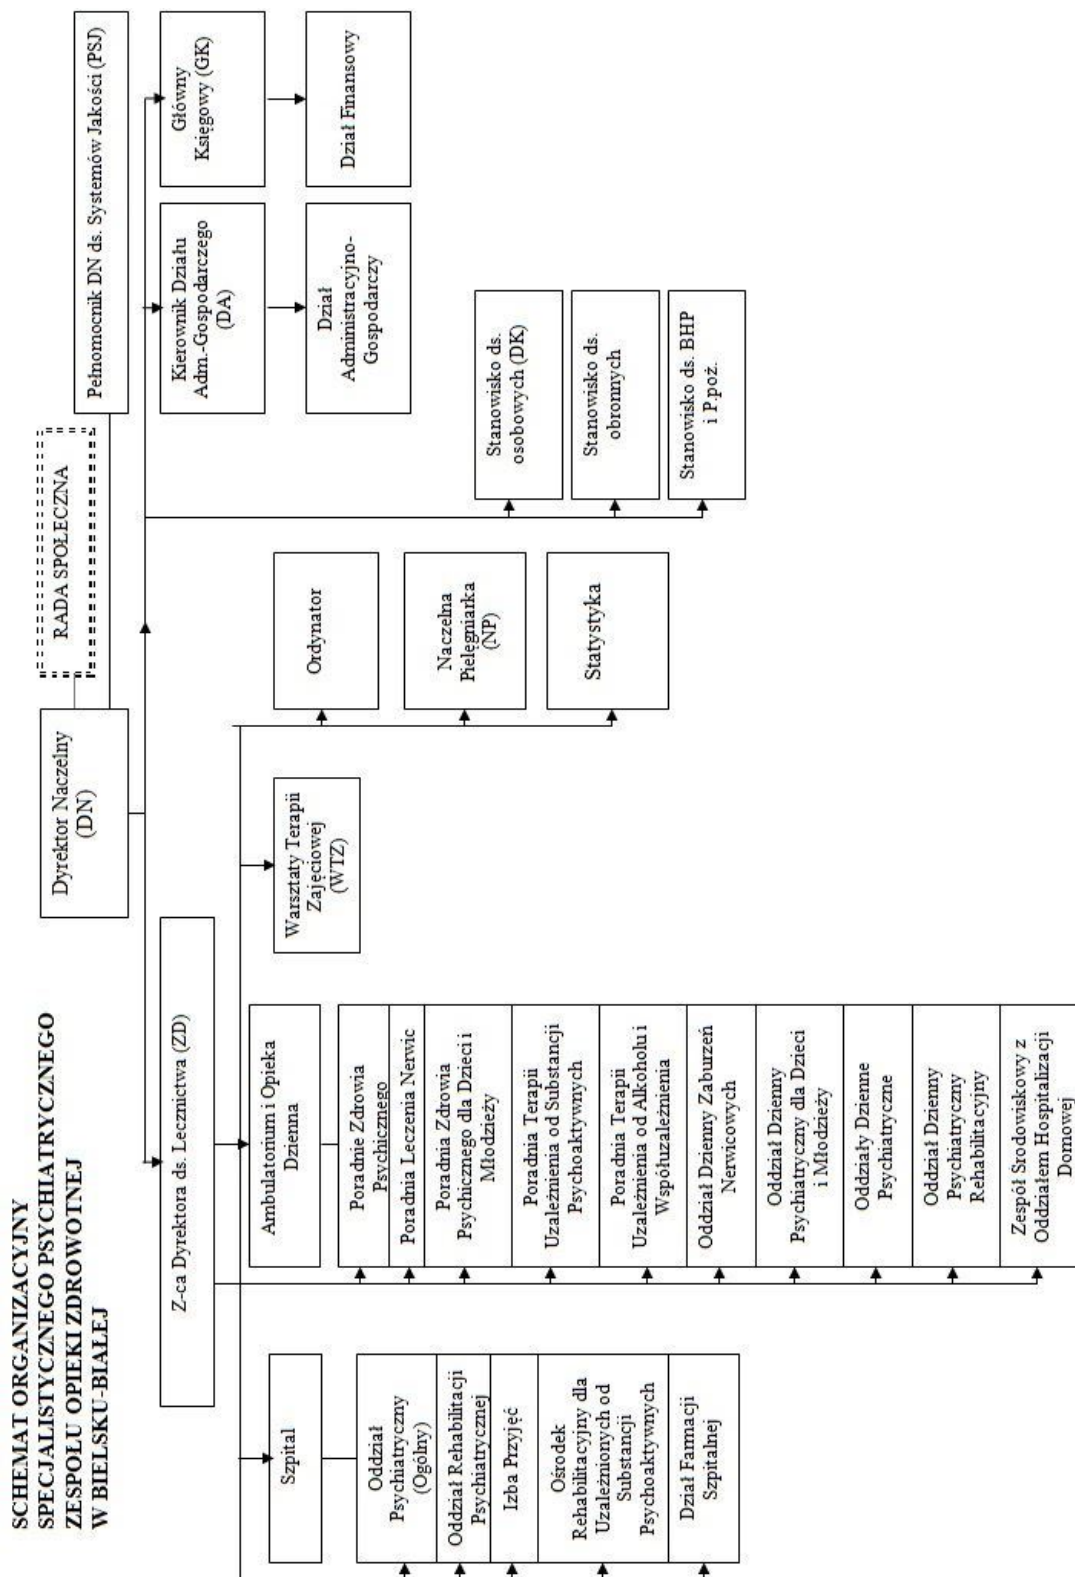 SCHEMAT ORGANIZACYJNY
SPECJALISTYCZNEGO PSYCHIATRYCZNEGO
ZESPOŁU OPIEKI ZDROWOTNEJ
W BIELSKU-BIAŁEJ
Dyrektor Naczelny
(DN)
RADA SPOŁECZNA
Pełnomocnik DN ds. Systemów Jakości (PSJ)
Z-ca Dyrektora ds. Lecznictwa (ZD)
Kierownik Działu
Adm.-Gospodarczego
(DA)
Główny
Księgowy (GK)
Dział
Administracyjno-
Gospodarczy
Dział Finansowy
Stanowisko ds.
osobowych (DK)
Stanowisko ds.
obronnych
Stanowisko ds. BHP
i P.poż.
Szpital
Oddział
Psychiatryczny
(Ogólny)
Oddział Rehabilitacji
Psychiatrycznej
Izba Przyjęć
Ośrodek
Rehabilitacyjny dla
Uzależnionych od
Substancji
Psychoaktywnych
Dział Farmacji
Szpitalnej
Ambulatorium i Opieka
Dzienna
Poradnie Zdrowia
Psychicznego
Poradnia Leczenia Nerwic
Poradnia Zdrowia
Psychicznego dla Dzieci i
Młodzieży
Poradnia Terapii
Uzależnienia od Substancji
Psychoaktywnych
Poradnia Terapii
Uzależnienia od Alkoholu i
Współuzależnienia
Oddział Dzienny Zaburzeń
Nerwicowych
Oddział Dzienny
Psychiatryczny dla Dzieci
i Młodzieży
Oddziały Dzienne
Psychiatryczne
Oddział Dzienny
Psychiatryczny
Rehabilitacyjny
Zespół Środowiskowy z
Oddziałem Hospitalizacji
Domowej
Warsztaty Terapii
Zajęciowej
(WTZ)
Ordynator
Naczelna
Pielęgniarka
(NP)
Statystyka